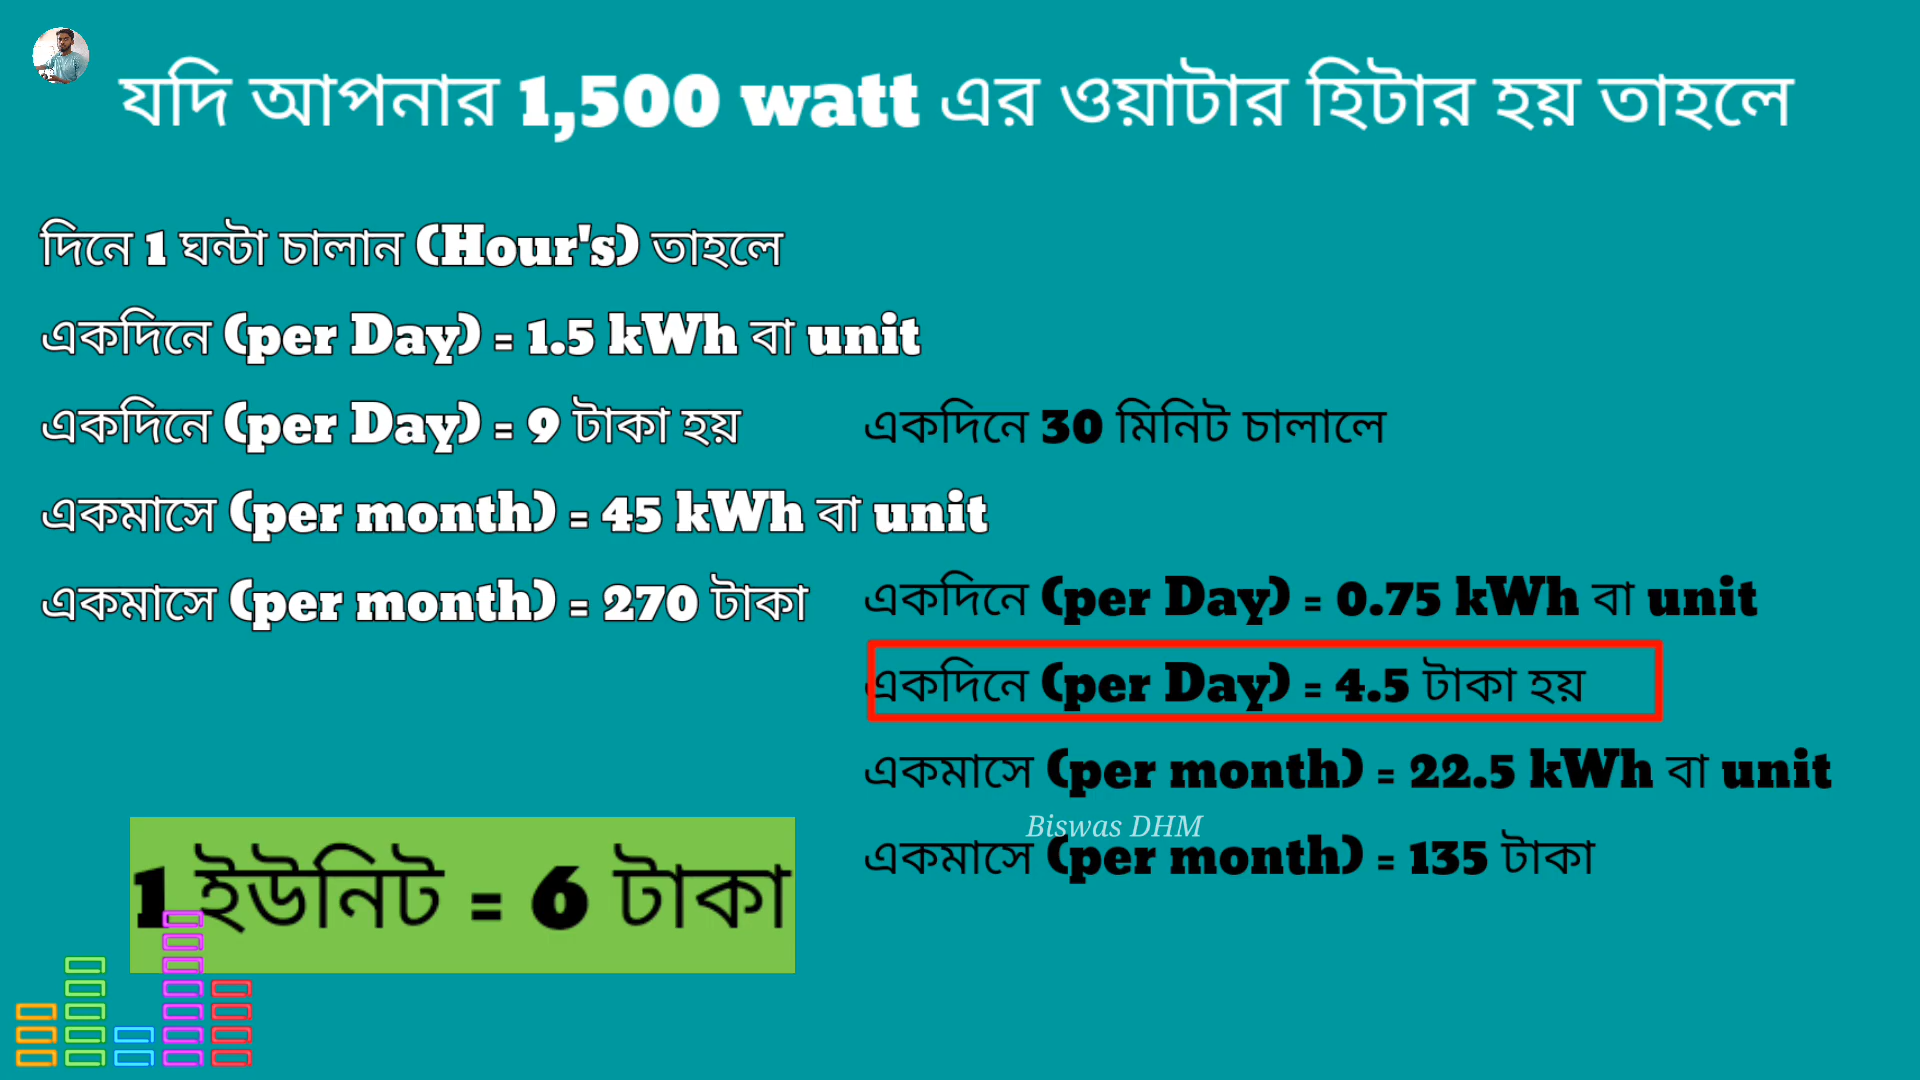 যদি আপনার 1,500 watt এর ওয়াটার হিটার হয় তাহলে
দিনে 1 ঘন্টা চালান (Hour's) তাহলে
একদিনে (per Day) = 1.5 kWh বা unit
একদিনে (per Day) = 9 টাকা হয়
একমাসে (per month) = 45 kWh বা unit
একমাসে (per month) = 270 টাকা
একদিনে 30 মিনিট চালালে
একদিনে (per Day) = 0.75 kWh বা unit
একদিনে (per Day) = 4.5 টাকা হয়
একমাসে (per month) = 22.5 kWh বা unit
Biswas DHM
একমাসে (per month) = 135 টাকা
1 ইউনিট = 6 টাকা